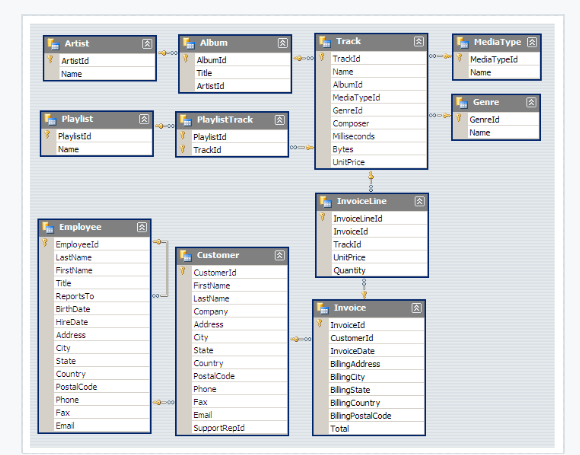 Artist
ArtistId
Name
Album
AlbumId
Title
ArtistId
Track
TrackId
Name
AlbumId
MediaTypeId
GenreId
Composer
Milliseconds
Bytes
UnitPrice
MediaType
MediaTypeId
Name
Genre
GenreId
Name
Playlist
PlaylistId
Name
PlaylistTrack
PlaylistId
TrackId
InvoiceLine
InvoiceLineId
InvoiceId
TrackId
UnitPrice
Quantity
Employee
EmployeeId
LastName
FirstName
Title
ReportsTo
BirthDate
HireDate
Address
City
State
Country
PostalCode
Phone
Fax
Email
Customer
CustomerId
FirstName
LastName
Company
Address
City
State
Country
PostalCode
Phone
Fax
Email
SupportRepId
Invoice
InvoiceId
CustomerId
InvoiceDate
BillingAddress
BillingCity
BillingState
BillingCountry
BillingPostalCode
Total